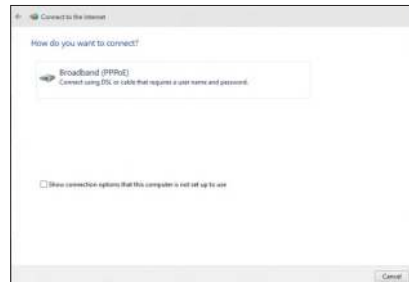 Connect to the Internet
How do you want to connect?
Broadband (PPPoE)
Connect using DSL or cable that requires a user name and password.
Show connection options that this computer is not set up to use
Cancel